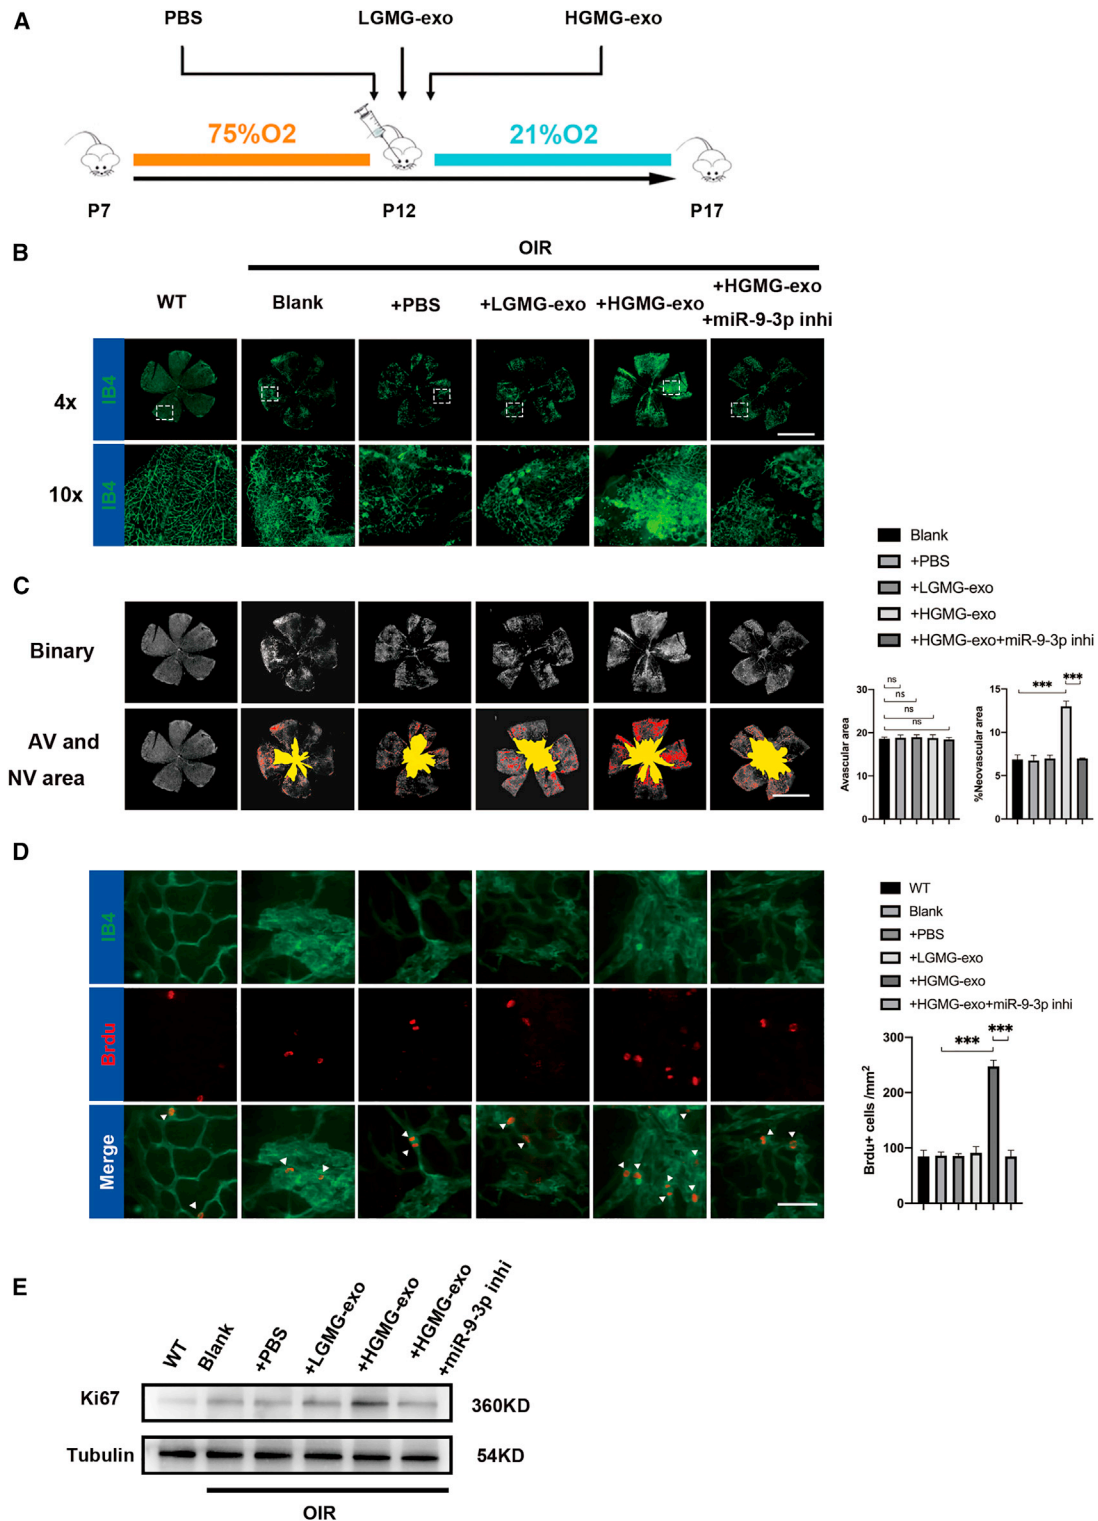 A
PBS
LGMG-exo
HGMG-exo
75%O2
21%O2
P7
P12
P17
B
OIR
WT
Blank
+PBS
+LGMG-exo
+HGMG-exo
+HGMG-exo
+miR-9-3p inhi
4x
IB4
10x
IB4
C
Binary
AV and
NV area
Blank
+PBS
+LGMG-exo
+HGMG-exo
+HGMG-exo+miR-9-3p inhi
Avascular area
30
20
10
0
ns
ns
ns
ns
%Neovascular area
15
10
5
0
***
***
D
IB4
Brdu
Merge
WT
Blank
+PBS
+LGMG-exo
+HGMG-exo
+HGMG-exo+miR-9-3p inhi
Brdu+ cells /mm2
300
200
100
0
***
***
E
WT
Blank
+PBS
+LGMG-exo
+HGMG-exo
+HGMG-exo
+miR-9-3p inhi
Ki67
360KD
Tubulin
54KD
OIR